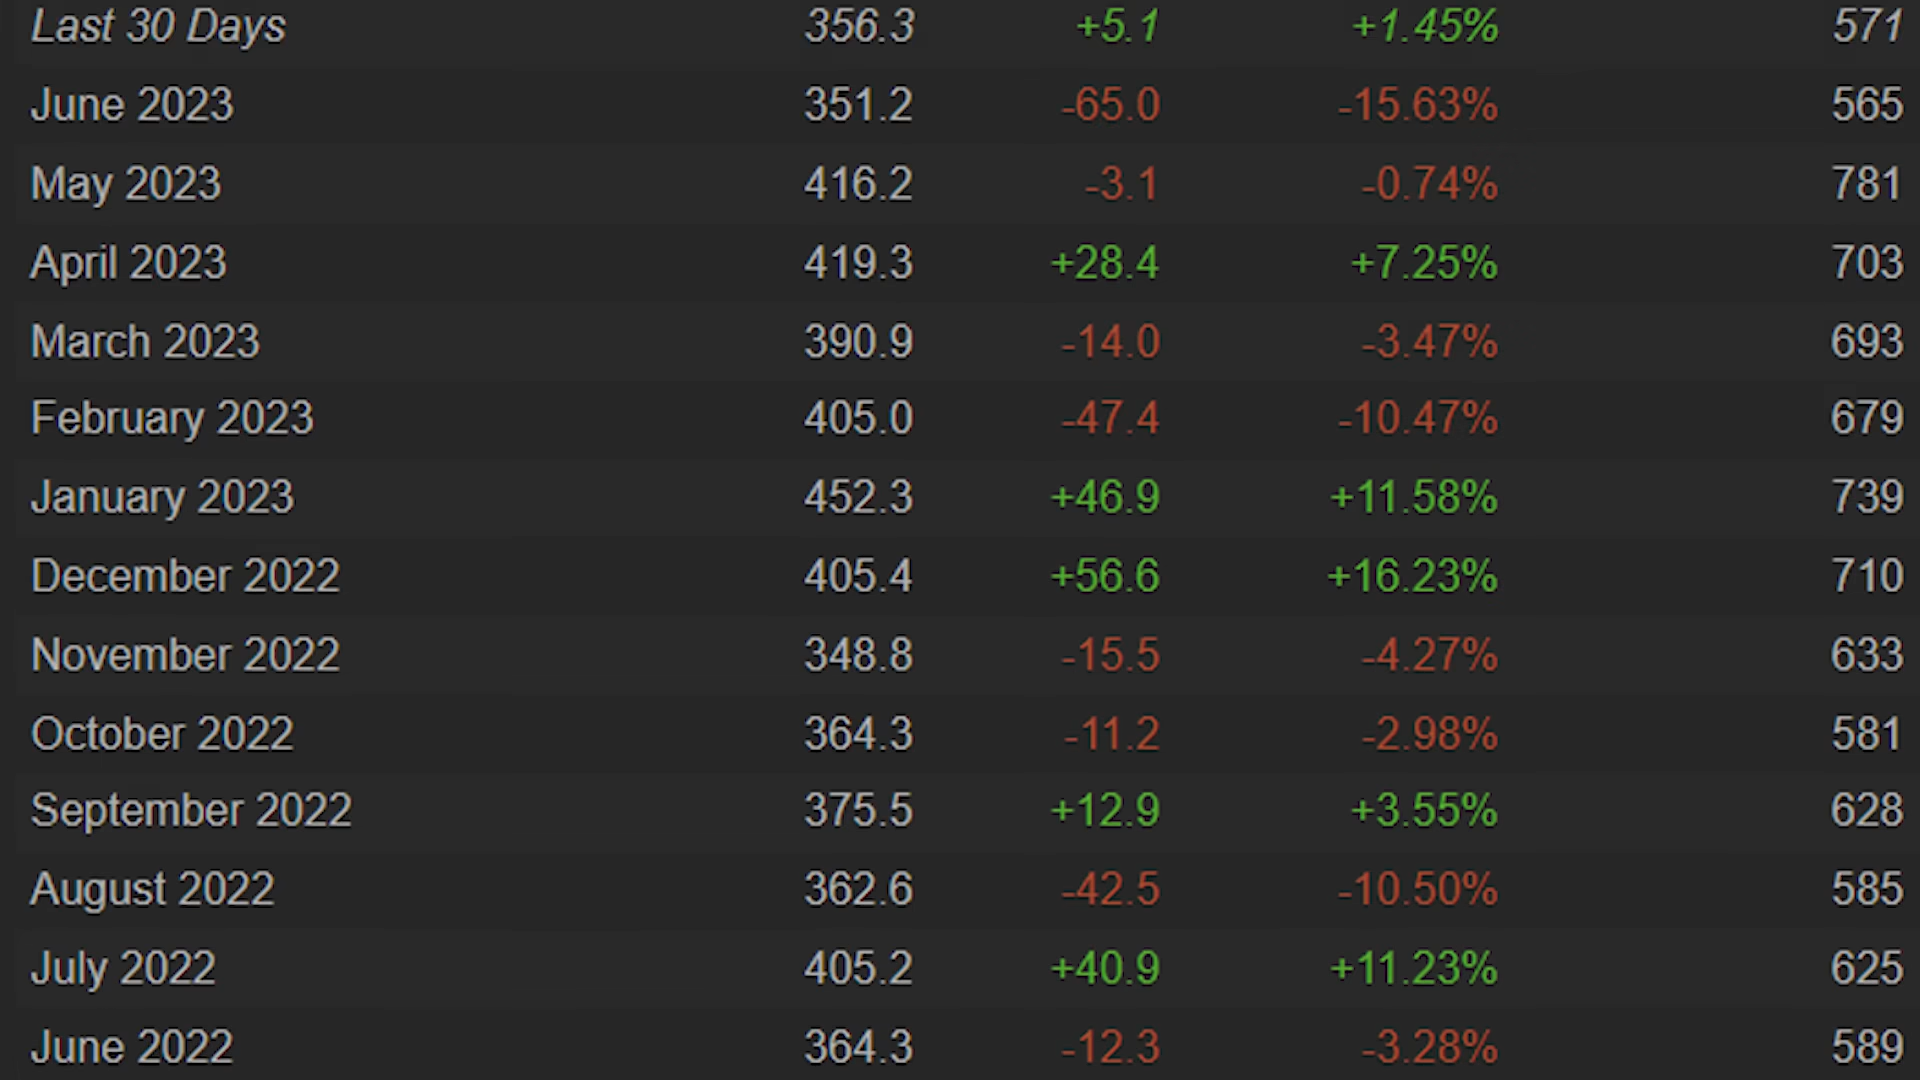 Last 30 Days 356.3 +5.1 +1.45% 571
June 2023 351.2 -65.0 -15.63% 565
May 2023 416.2 -3.1 -0.74% 781
April 2023 419.3 +28.4 +7.25% 703
March 2023 390.9 -14.0 -3.47% 693
February 2023 405.0 -47.4 -10.47% 679
January 2023 452.3 +46.9 +11.58% 739
December 2022 405.4 +56.6 +16.23% 710
November 2022 348.8 -15.5 -4.27% 633
October 2022 364.3 -11.2 -2.98% 581
September 2022 375.5 +12.9 +3.55% 628
August 2022 362.6 -42.5 -10.50% 585
July 2022 405.2 +40.9 +11.23% 625
June 2022 364.3 -12.3 -3.28% 589